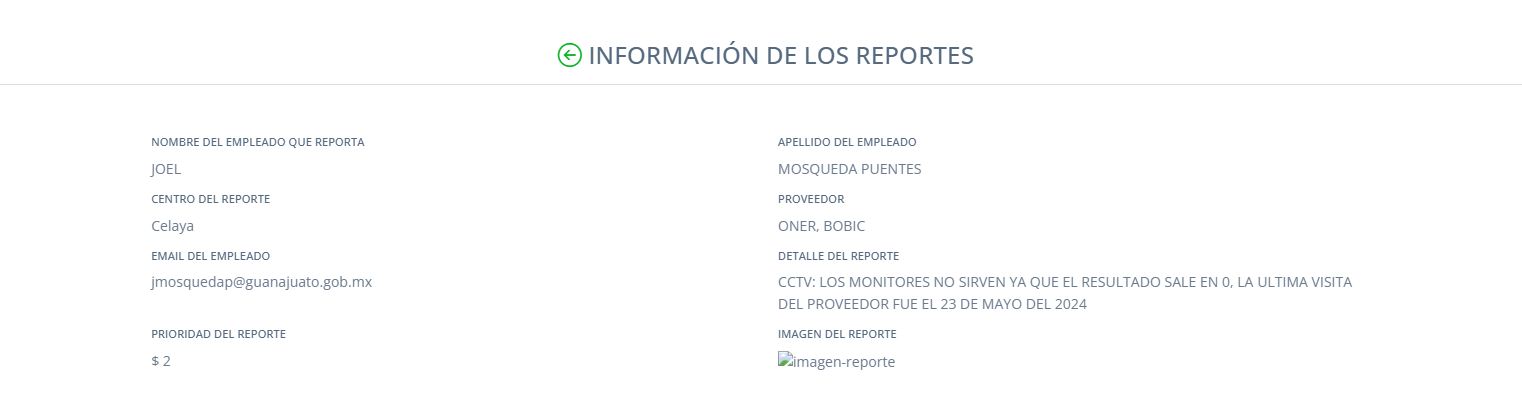 INFORMACIÓN DE LOS REPORTES
NOMBRE DEL EMPLEADO QUE REPORTA
JOEL
APELLIDO DEL EMPLEADO
MOSQUEDA PUENTES
CENTRO DEL REPORTE
Celaya
PROVEEDOR
ONER, BOBIC
EMAIL DEL EMPLEADO
jmosquedap@guanajuato.gob.mx
DETALLE DEL REPORTE
CCTV: LOS MONITORES NO SIRVEN YA QUE EL RESULTADO SALE EN 0, LA ULTIMA VISITA
DEL PROVEEDOR FUE EL 23 DE MAYO DEL 2024
PRIORIDAD DEL REPORTE
$ 2
IMAGEN DEL REPORTE
imagen-reporte